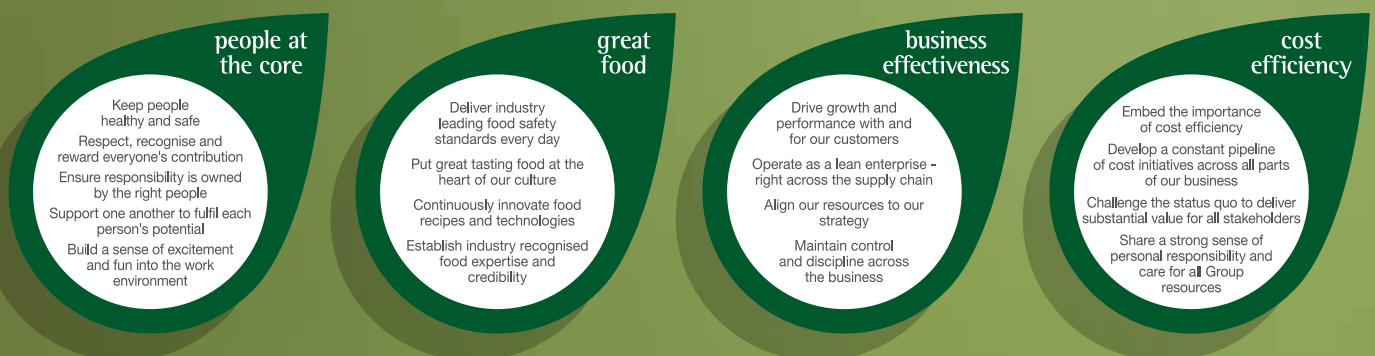 people at
the core
Keep people
healthy and safe
Respect, recognise and
reward everyone's contribution
Ensure responsibility is owned
by the right people
Support one another to fulfil each
person's potential
Build a sense of excitement
and fun into the work
environment
great
food
Deliver industry
leading food safety
standards every day
Put great tasting food at the
heart of our culture
Continuously innovate food
recipes and technologies
Establish industry recognised
food expertise and
credibility
business
effectiveness
Drive growth and
performance with and
for our customers
Operate as a lean enterprise -
right across the supply chain
Align our resources to our
strategy
Maintain control
and discipline across
the business
cost
efficiency
Embed the importance
of cost efficiency
Develop a constant pipeline
of cost initiatives across all parts
of our business
Challenge the status quo to deliver
substantial value for all stakeholders
Share a strong sense of
personal responsibility and
care for all Group
resources